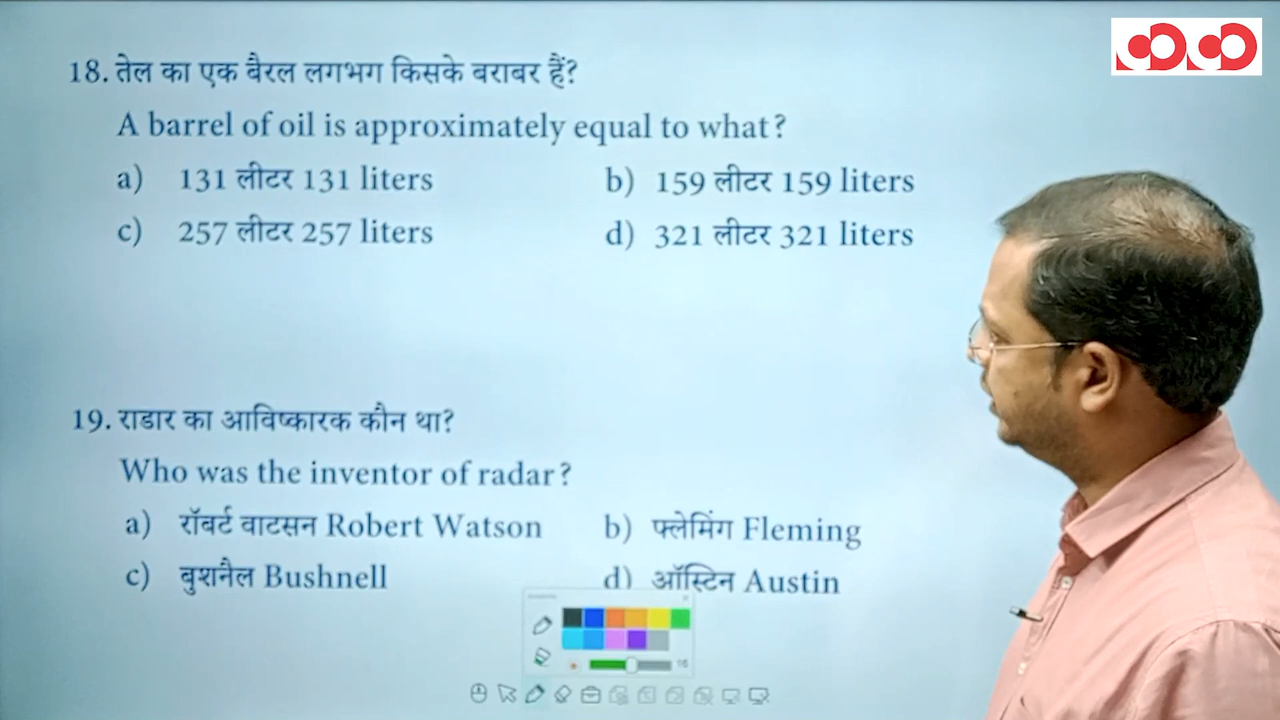 18. तेल का एक बैरल लगभग किसके बराबर हैं?
A barrel of oil is approximately equal to what?
a) 131 लीटर 131 liters b) 159 लीटर 159 liters
c) 257 लीटर 257 liters d) 321 लीटर 321 liters
19. राडार का आविष्कारक कौन था?
Who was the inventor of radar?
a) रॉबर्ट वाटसन Robert Watson b) फ्लेमिंग Fleming
c) बुशनैल Bushnell d) ऑस्टिन Austin